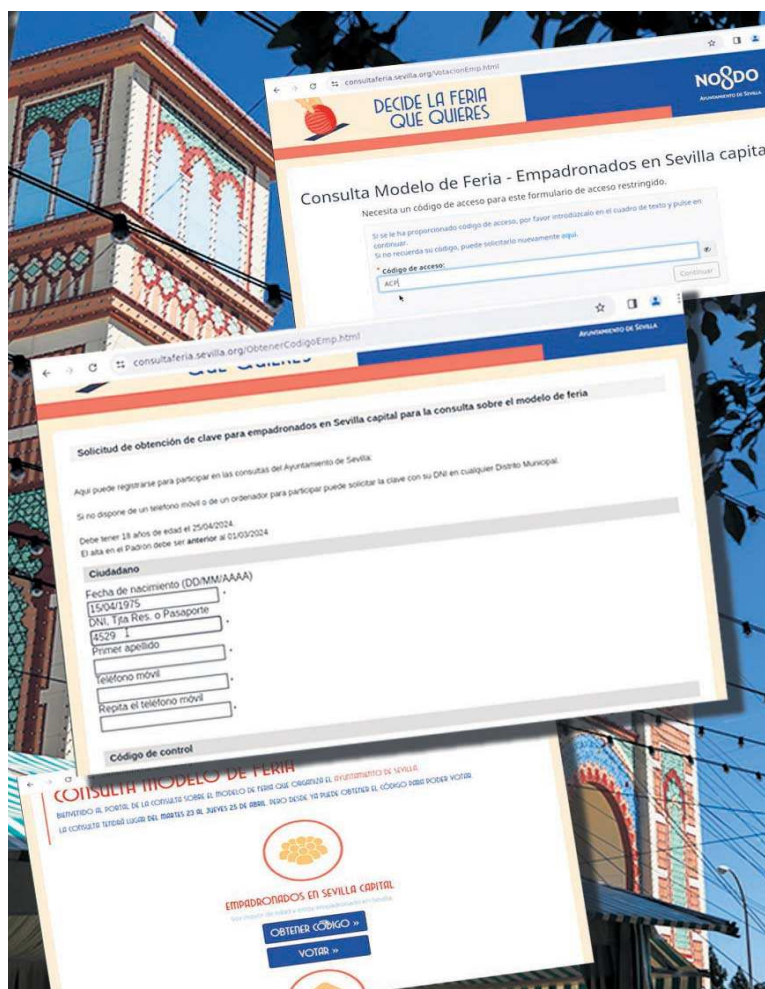 consultaferia.sevilla.org/VotacionEmp.html
DECIDE LA FERIA
QUE QUIERES
NO8DO
AYUNTAMIENTO DE SEVILLA
Consulta Modelo de Feria - Empadronados en Sevilla capita
Necesita un código de acceso para este formulario de acceso restringido.
Si se le ha proporcionado código de acceso, por favor introdúzcalo en el cuadro de texto y pulse en
continuar.
Si no recuerda su código, puede solicitarlo nuevamente aquí.
* Código de acceso:
ACP
Continuar
consultaferia.sevilla.org/ObtenerCodigoEmp.html
QUE QUIERES
AYUNTAMIENTO DE SEVILLA
Solicitud de obtención de clave para empadronados en Sevilla capital para la consulta sobre el modelo de feria
Aquí puede registrarse para participar en las consultas del Ayuntamiento de Sevilla:
Si no dispone de un teléfono móvil o de un ordenador para participar puede solicitar la clave con su DNI en cualquier Distrito Municipal.
Debe tener 18 años de edad el 25/04/2024.
El alta en el Padrón debe ser anterior al 01/03/2024
Ciudadano
Fecha de nacimiento (DD/MM/AAAA)
15/04/1975 *
DNI, Tjta Res. o Pasaporte
4529 *
Primer apellido
*
Teléfono móvil
*
Repita el teléfono móvil
*
Código de control
CONSULTA MODELO DE FERIA
BIENVENIDO AL PORTAL DE LA CONSULTA SOBRE EL MODELO DE FERIA QUE ORGANIZA EL AYUNTAMIENTO DE SEVILLA.
LA CONSULTA TENDRÁ LUGAR DEL MARTES 23 AL JUEVES 25 DE ABRIL, PERO DESDE YA PUEDE OBTENER EL CÓDIGO PARA PODER VOTAR.
EMPADRONADOS EN SEVILLA CAPITAL
Soy mayor de edad y estoy empadronado en Sevilla.
OBTENER CÓDIGO »
VOTAR »